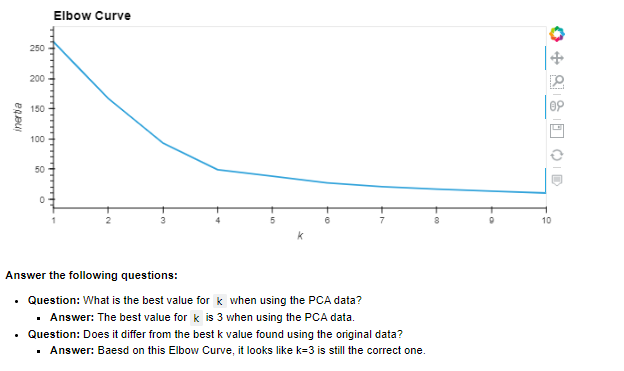 Elbow Curve
250
200
150
100
50
0
inertia
1 2 3 4 5 6 7 8 9 10
k
Answer the following questions:
• Question: What is the best value for k when using the PCA data?
▪ Answer: The best value for k is 3 when using the PCA data.
• Question: Does it differ from the best k value found using the original data?
▪ Answer: Baesd on this Elbow Curve, it looks like k=3 is still the correct one.